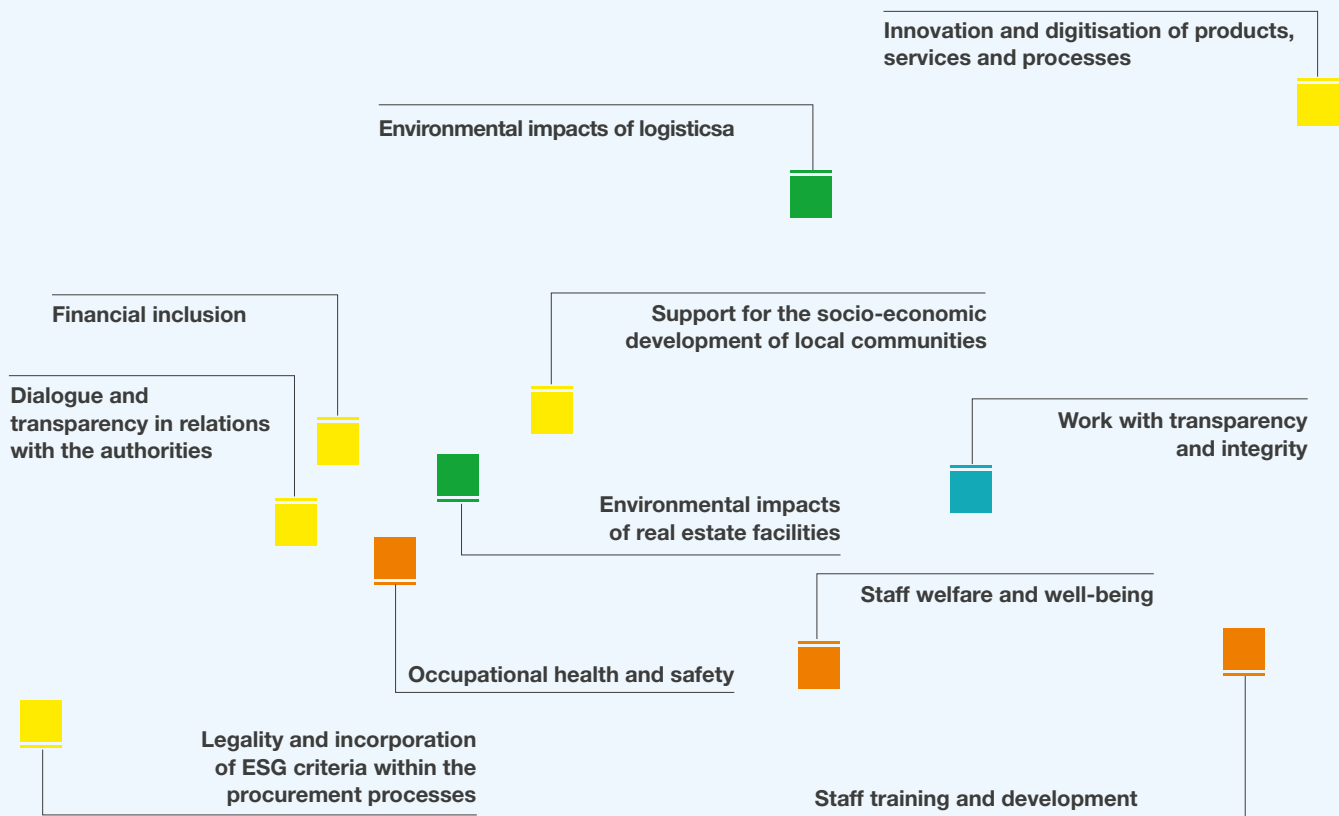 Innovation and digitisation of products,
services and processes
Environmental impacts of logisticsa
Financial inclusion
Support for the socio-economic
development of local communities
Dialogue and
transparency in relations
with the authorities
Work with transparency
and integrity
Environmental impacts
of real estate facilities
Staff welfare and well-being
Occupational health and safety
Legality and incorporation
of ESG criteria within the
procurement processes
Staff training and development